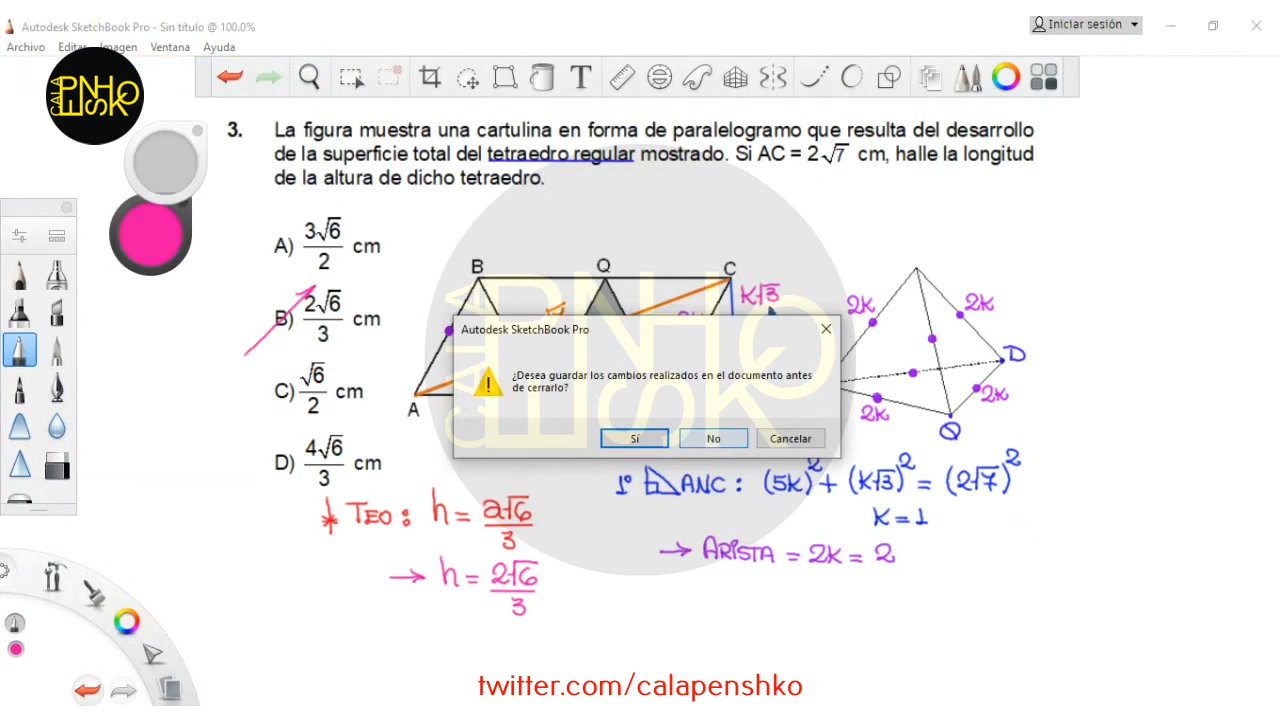 Autodesk SketchBook Pro - Sin título @ 100.0%
Iniciar sesión
Archivo Editar Imagen Ventana Ayuda
CALA PENSHKO
3. La figura muestra una cartulina en forma de paralelogramo que resulta del desarrollo
de la superficie total del tetraedro regular mostrado. Si AC = 2√7 cm, halle la longitud
de la altura de dicho tetraedro.
A) 3√6/2 cm
B) 2√6/3 cm
C) √6/2 cm
D) 4√6/3 cm
B Q C
K√3
A
2K 2K
D
2K 2K
Q
Autodesk SketchBook Pro
¿Desea guardar los cambios realizados en el documento antes
de cerrarlo?
Sí No Cancelar
1° ANC: (5K)² + (K√3)² = (2√7)²
K = 1
→ ARISTA = 2K = 2
* TEO: h = a√6/3
→ h = 2√6/3
twitter.com/calapenshko